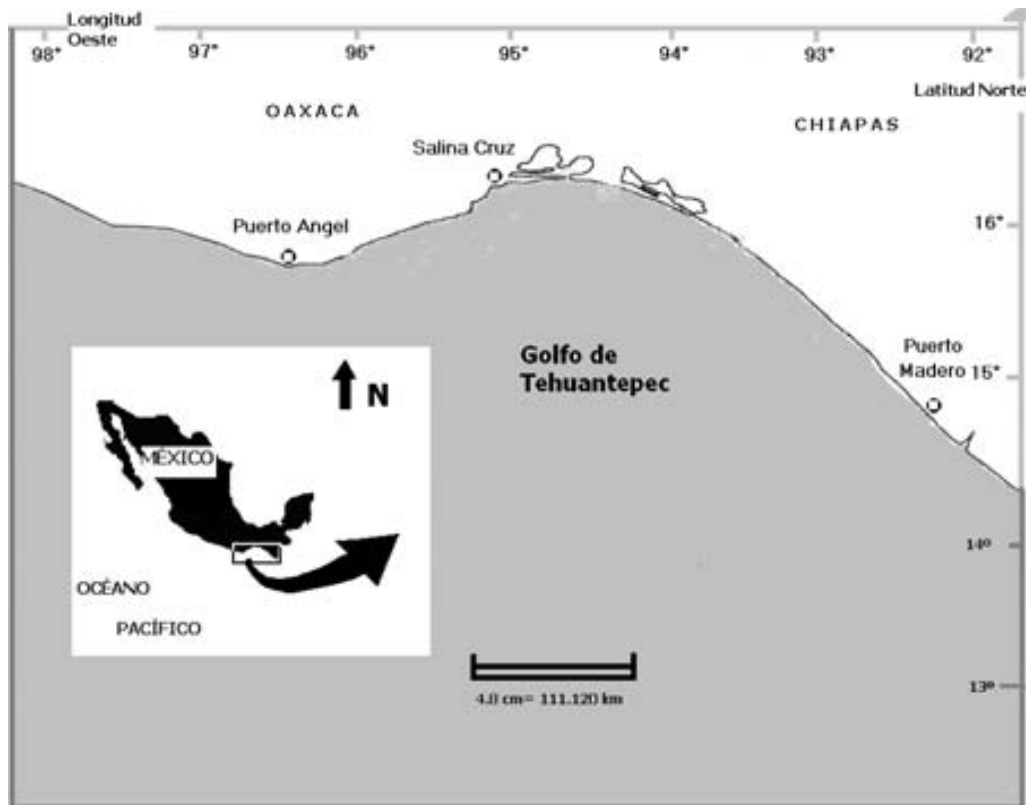 Longitud
Oeste
98°
97°
96°
95°
94°
93°
92°
Latitud Norte
OAXACA
CHIAPAS
Salina Cruz
Puerto Angel
16°
Golfo de
Tehuantepec
Puerto
Madero
15°
N
MÉXICO
14°
OCÉANO
PACÍFICO
4.0 cm= 111.120 km
13°